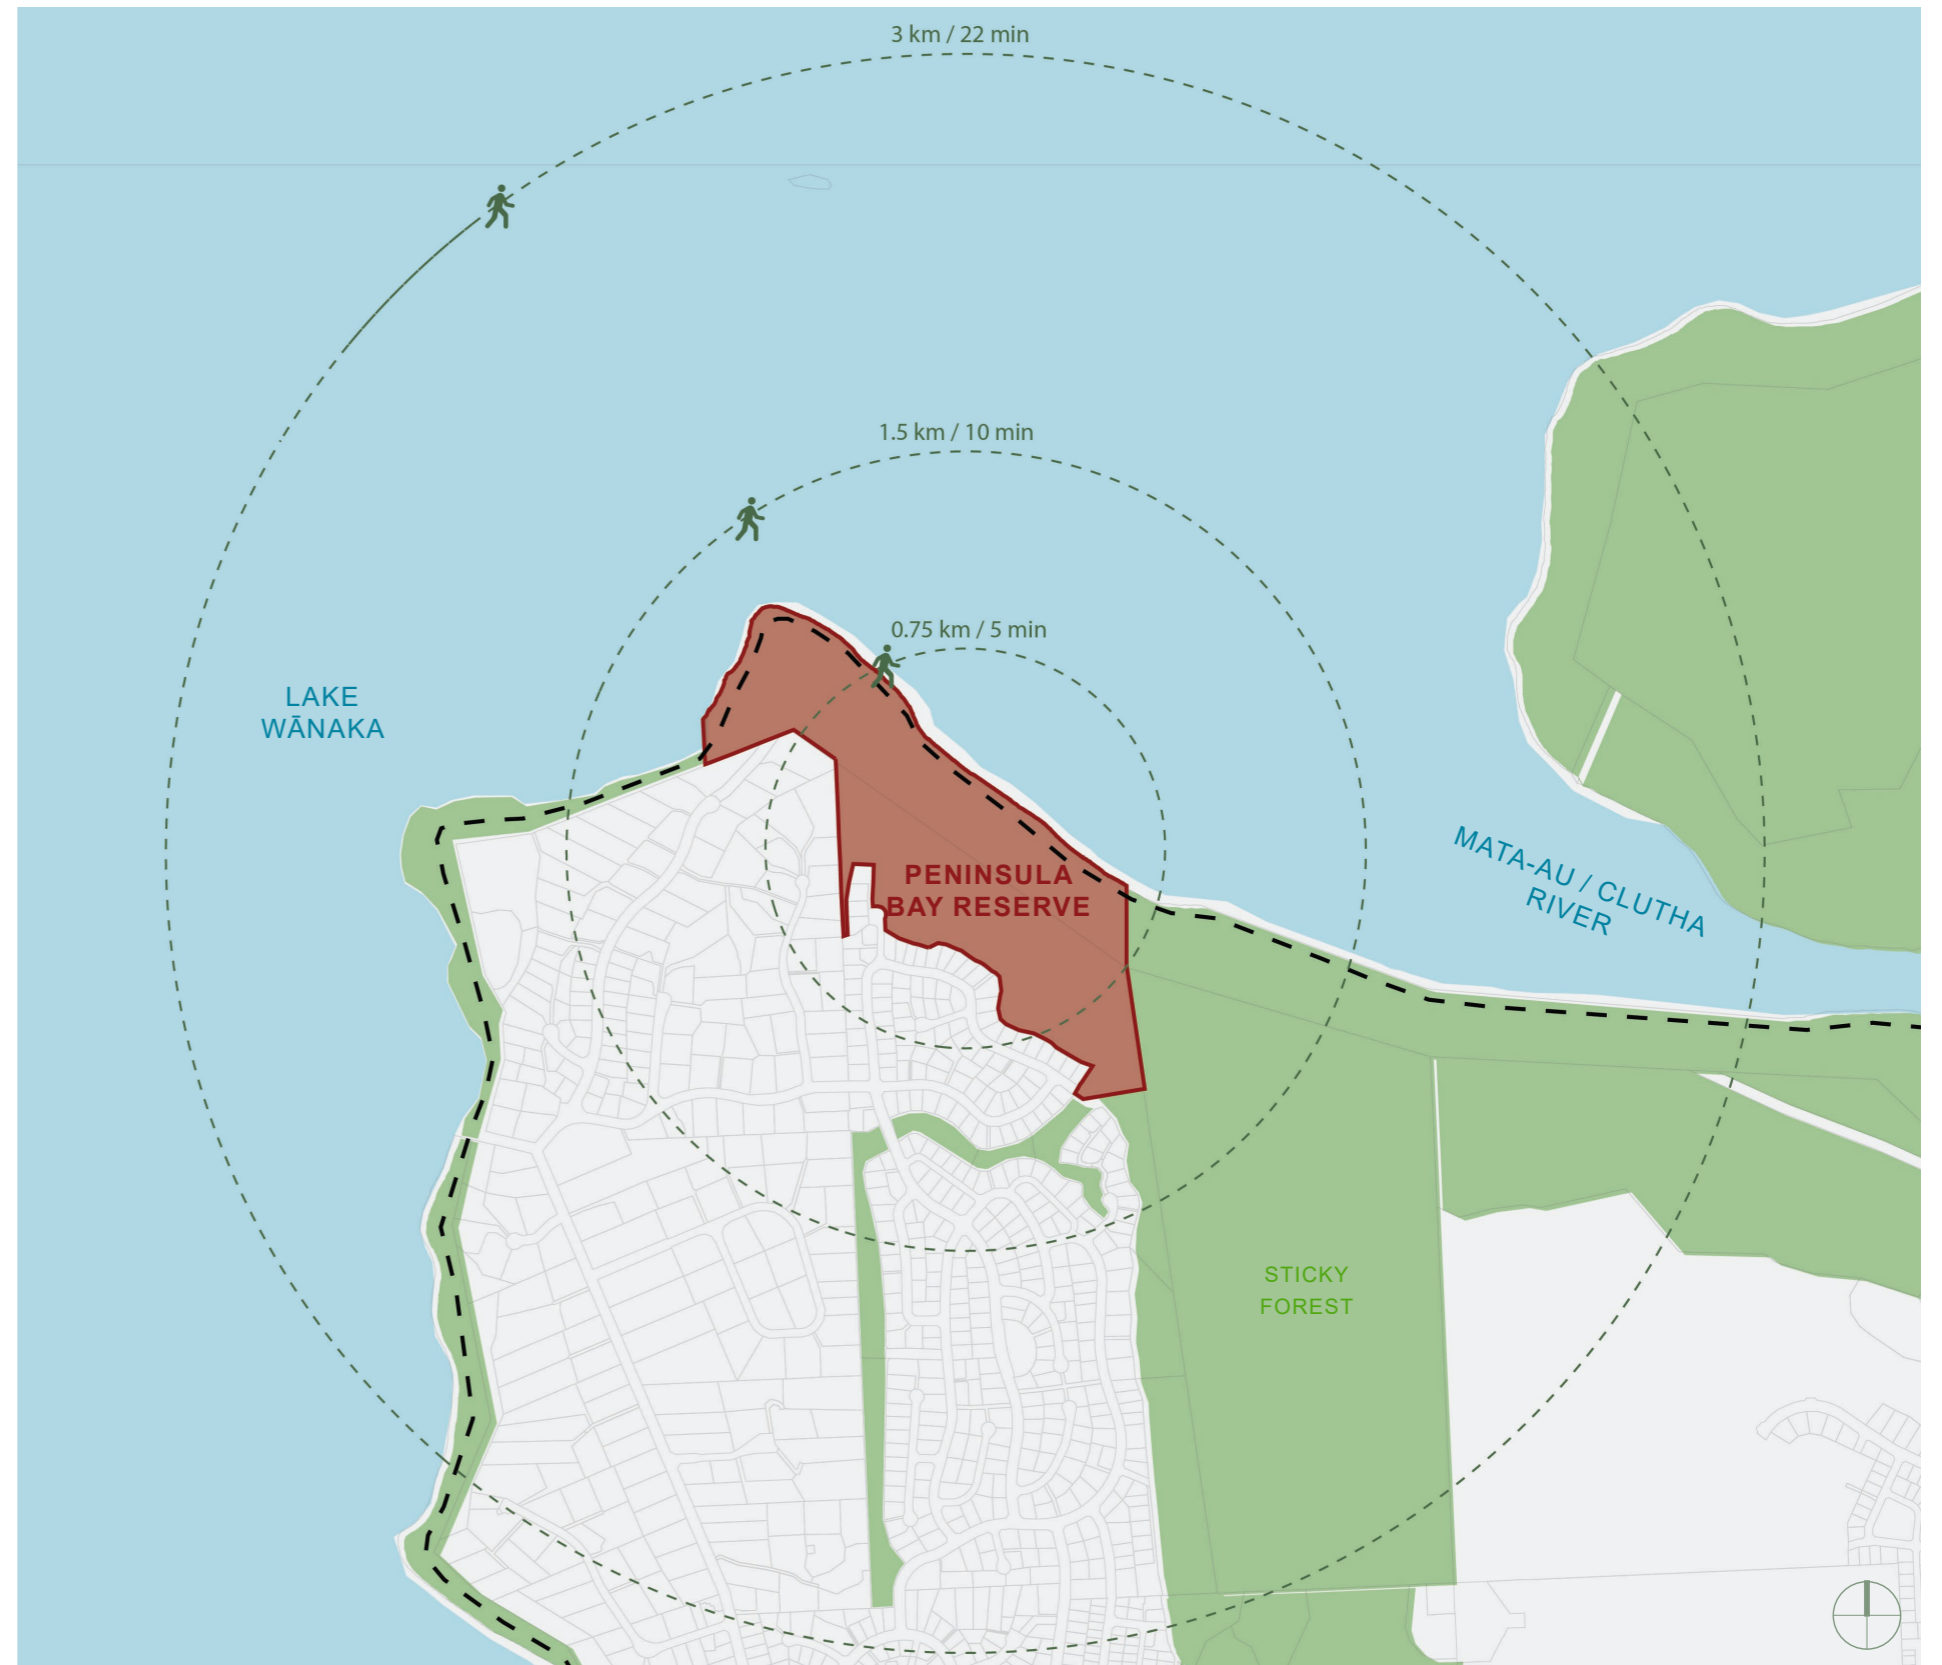 3 km / 22 min
1.5 km / 10 min
0.75 km / 5 min
LAKE
WĀNAKA
PENINSULA
BAY RESERVE
MATA-AU / CLUTHA
RIVER
STICKY
FOREST